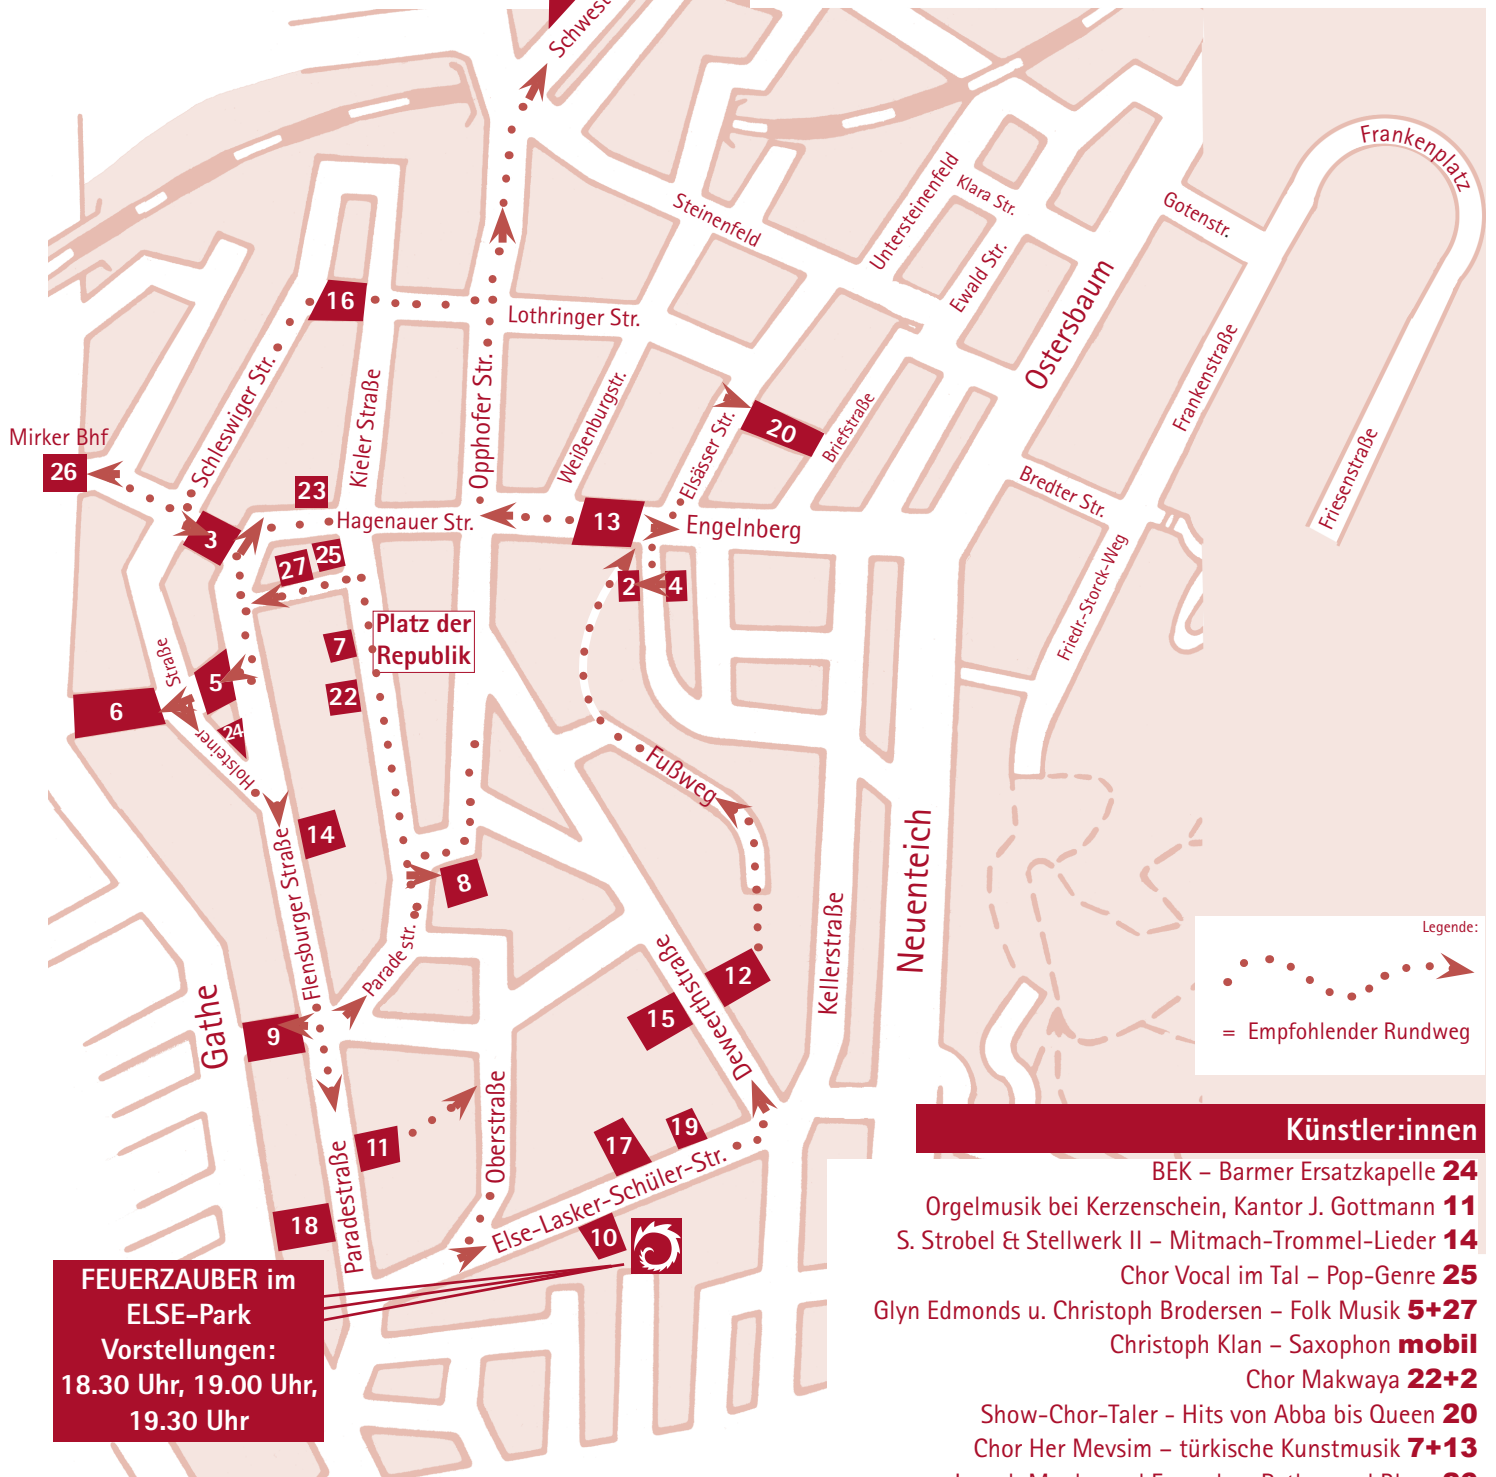 Schwest
Frankenplatz
Steinenfeld
Untersteinenfeld
Klara Str.
Gotenstr.
Ewald Str.
Ostersbaum
16
Lothringer Str.
Frankenstraße
Schleswiger Str.
Kieler Straße
Opphofer Str.
Weißenburgstr.
Elsässer Str.
20
Briefstraße
Mirker Bhf
26
23
Friesenstraße
Bredter Str.
3
Hagenauer Str.
13
Engelnberg
27
25
2
4
Friedr.-Storck-Weg
7
Platz der
Republik
Straße
5
22
6
24
Holsteiner
Fußweg
14
Flensburger Straße
8
Neuenteich
Kellerstraße
Legende:
Paradestr.
Deweerthstraße
12
Gathe
9
15
= Empfohlender Rundweg
Oberstraße
11
17
19
Künstler:innen
Paradestraße
18
Else-Lasker-Schüler-Str.
10
FEUERZAUBER im
ELSE-Park
Vorstellungen:
18.30 Uhr, 19.00 Uhr,
19.30 Uhr
BEK – Barmer Ersatzkapelle 24
Orgelmusik bei Kerzenschein, Kantor J. Gottmann 11
S. Strobel & Stellwerk II – Mitmach-Trommel-Lieder 14
Chor Vocal im Tal – Pop-Genre 25
Glyn Edmonds u. Christoph Brodersen – Folk Musik 5+27
Christoph Klan – Saxophon mobil
Chor Makwaya 22+2
Show-Chor-Taler - Hits von Abba bis Queen 20
Chor Her Mevsim – türkische Kunstmusik 7+13